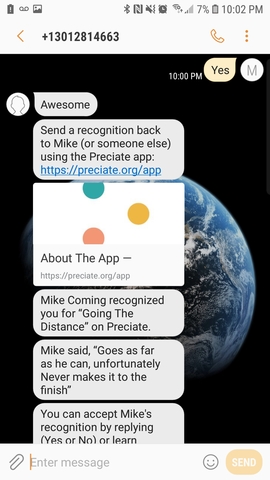 7% 10:02 PM
+13012814663
10:00 PM Yes M
Awesome
Send a recognition back
to Mike (or someone else)
using the Preciate app:
https://preciate.org/app
About The App —
https://preciate.org/app
Mike Coming recognized
you for “Going The
Distance” on Preciate.
Mike said, “Goes as far
as he can, unfortunately
Never makes it to the
finish”
You can accept Mike's
recognition by replying
(Yes or No) or learn
Enter message
SEND